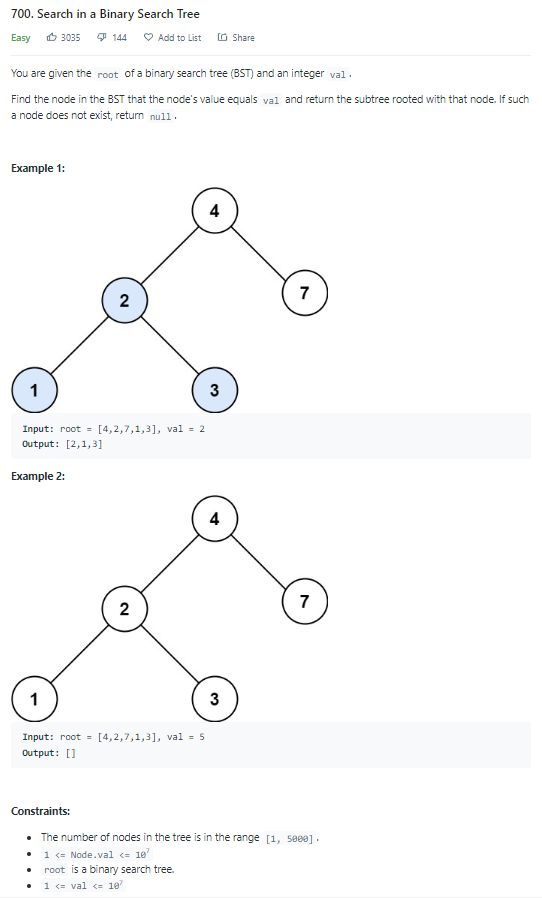 700. Search in a Binary Search Tree
Easy 3035 144 Add to List Share
You are given the root of a binary search tree (BST) and an integer val.
Find the node in the BST that the node's value equals val and return the subtree rooted with that node. If such
a node does not exist, return null.
Example 1:
4
2
7
1
3
Input: root = [4,2,7,1,3], val = 2
Output: [2,1,3]
Example 2:
4
2
7
1
3
Input: root = [4,2,7,1,3], val = 5
Output: []
Constraints:
• The number of nodes in the tree is in the range [1, 5000].
• 1 <= Node.val <= 10⁷
• root is a binary search tree.
• 1 <= val <= 10⁷